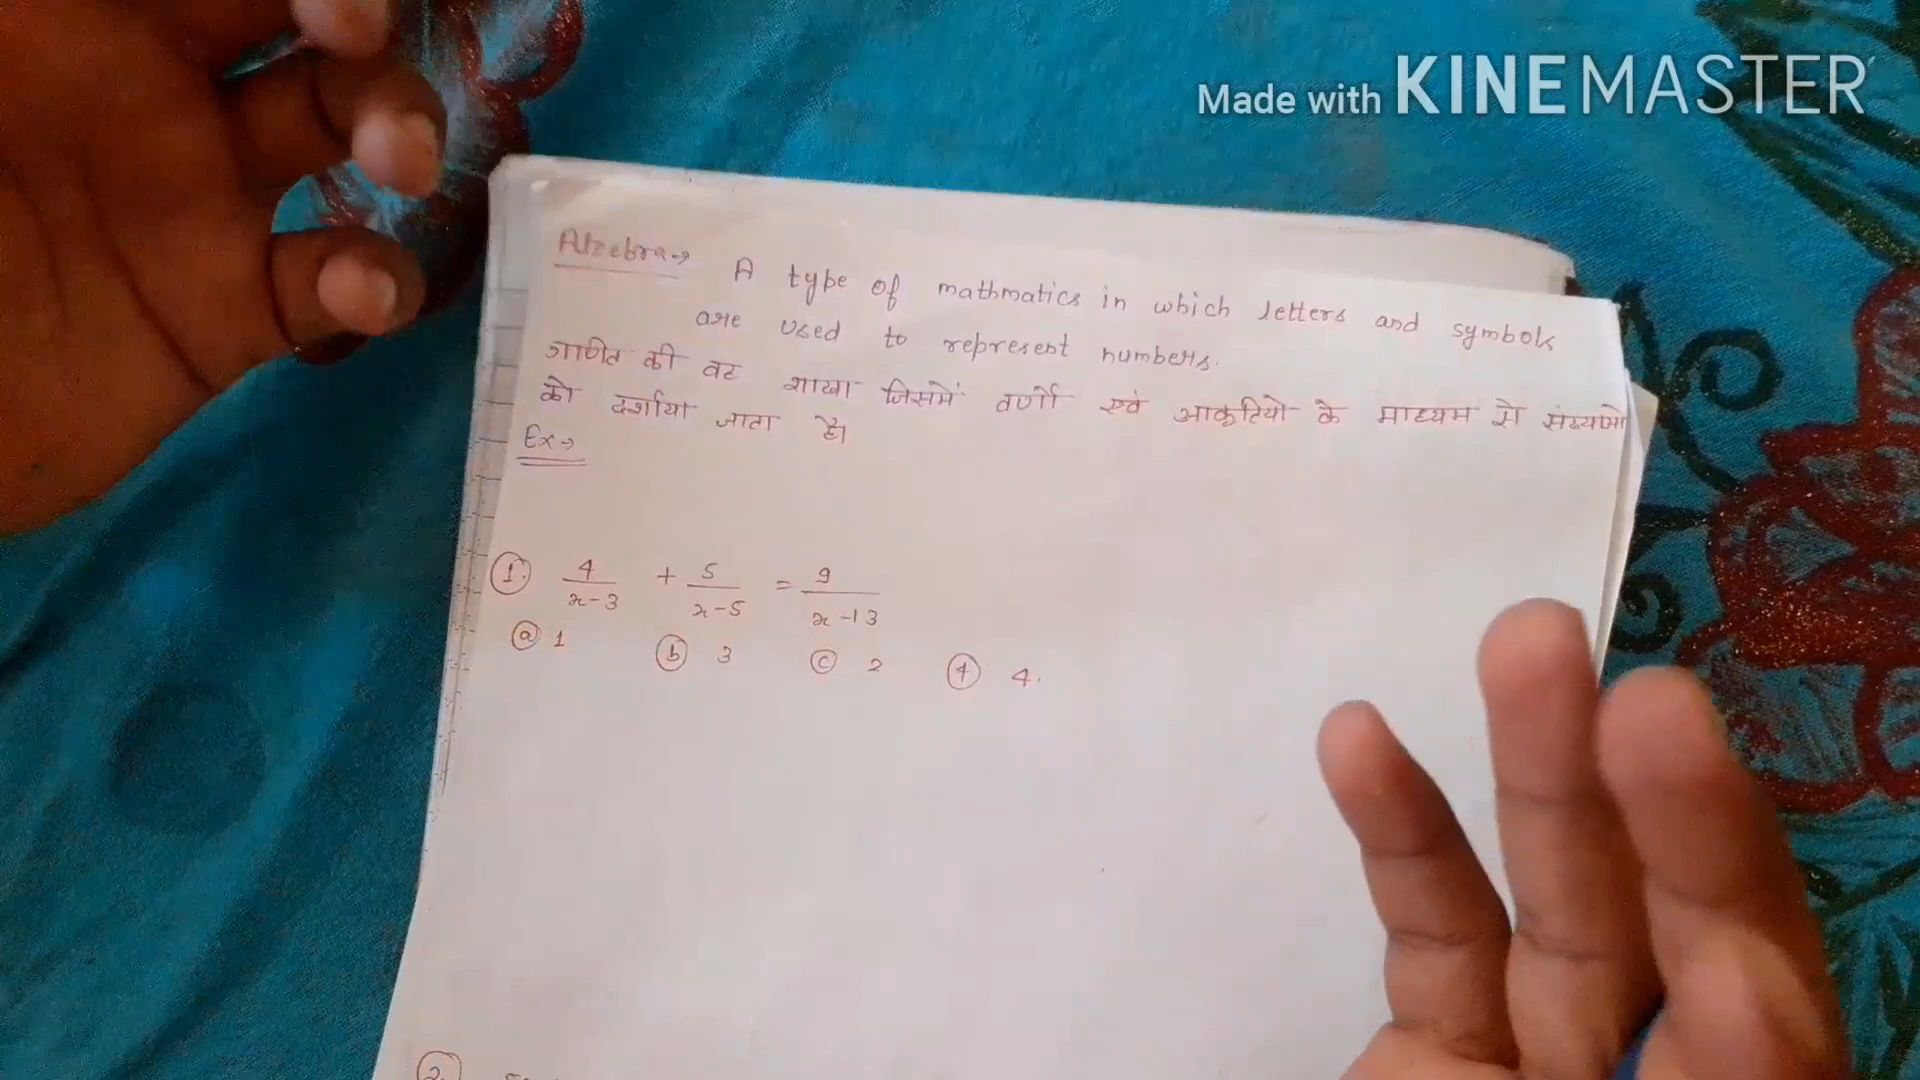 Made with KINEMASTER
Alzebra→ A type of mathmatics in which letters and symbols
are used to represent numbers.
गणित की वह शाखा जिसमें वर्णो एवं आकृतियो के माध्यम से
को दर्शाया जाता है।
Ex→
1. 4/x-3 + 5/x-5 = 9/x-13
a 1 b 3 c 2 4 4.
2.